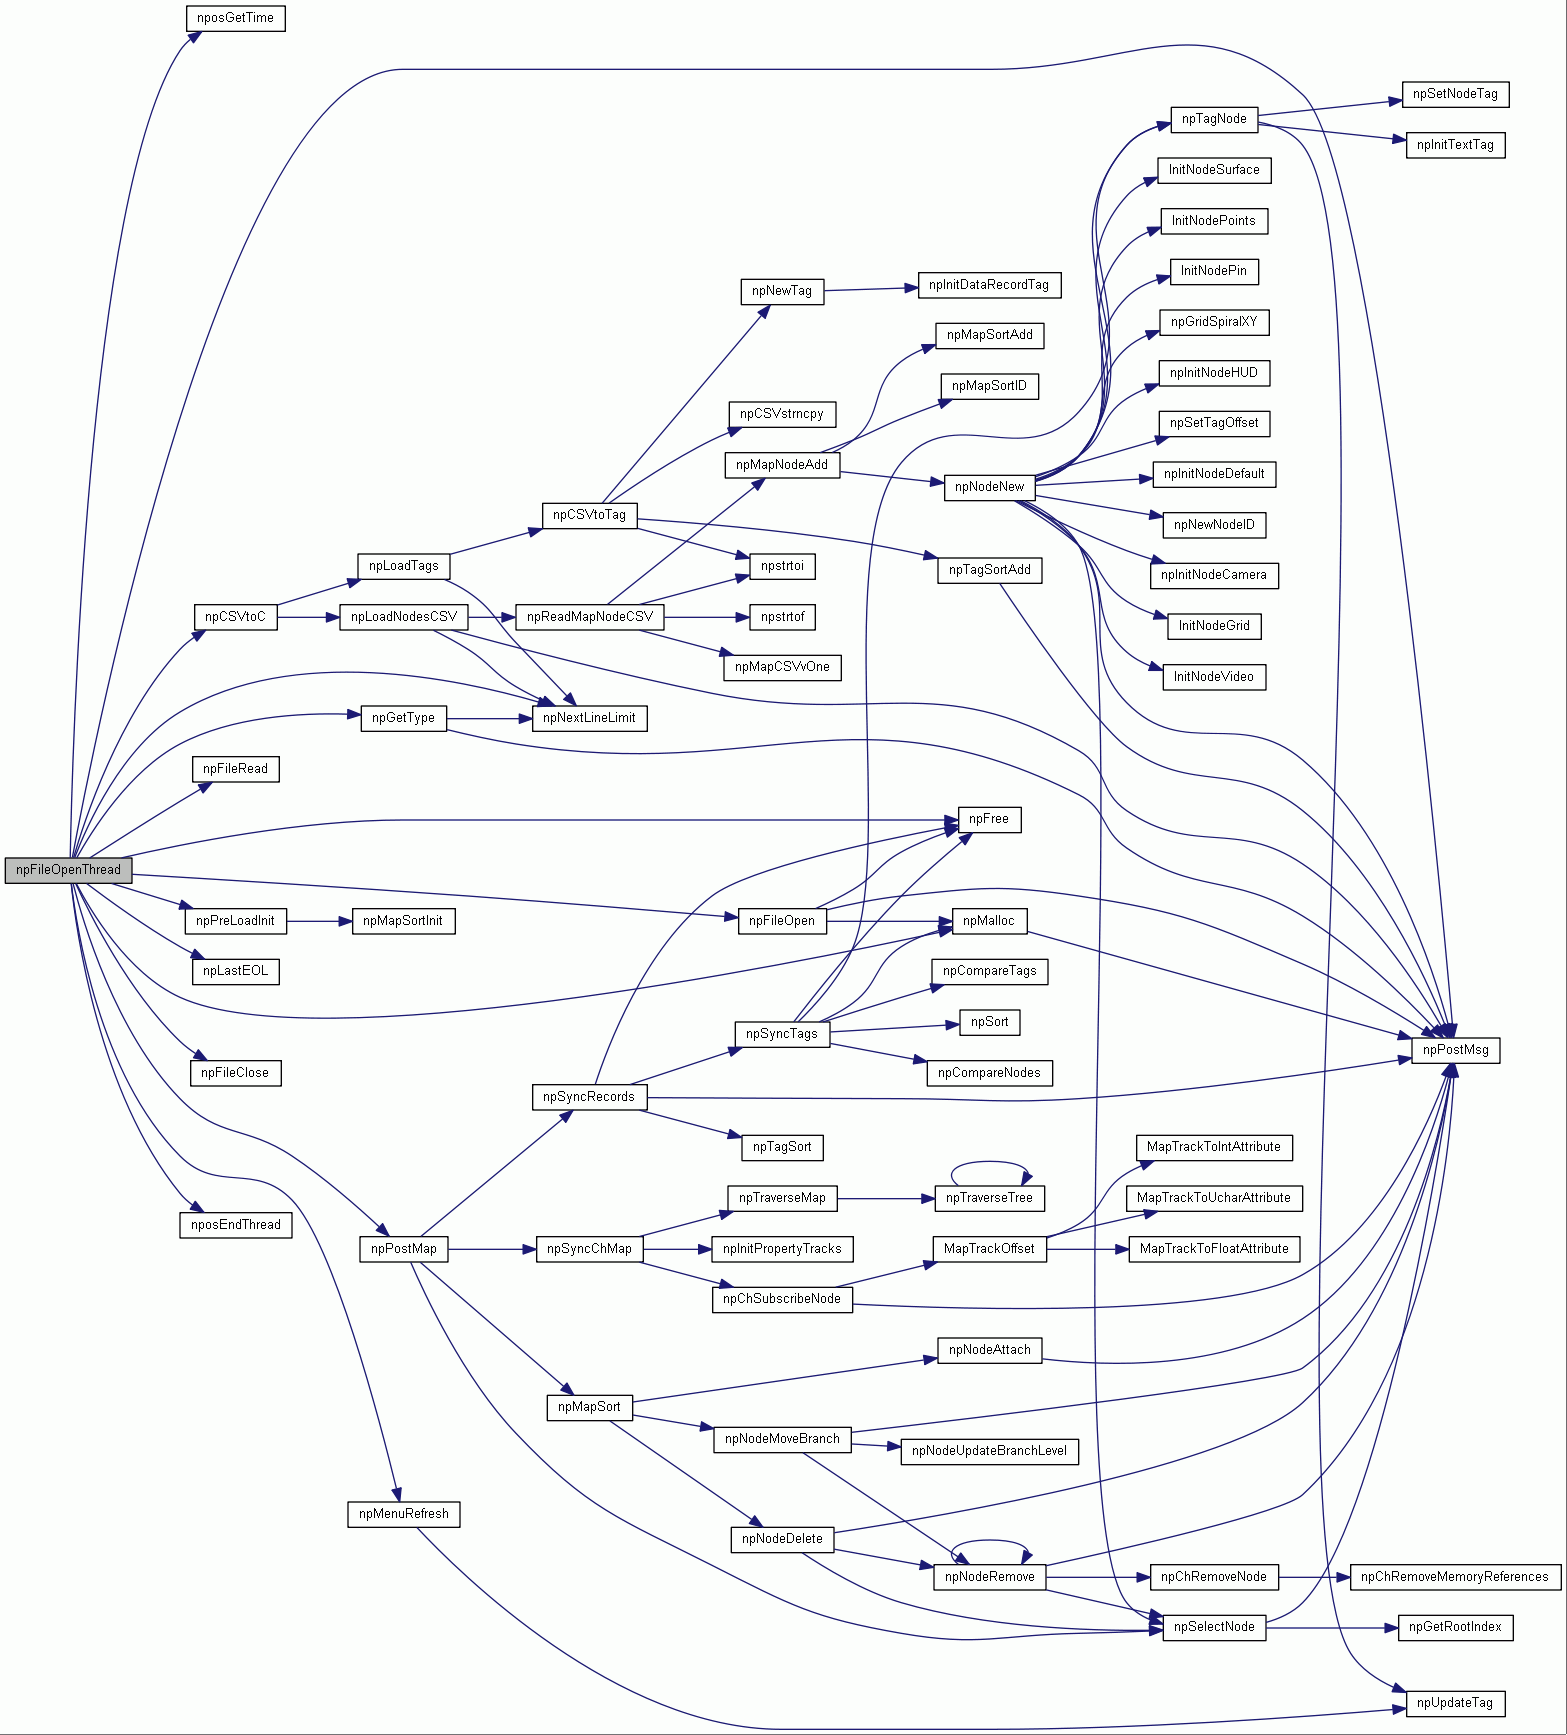 nposGetTime
npSetNodeTag
npTagNode
npInitTextTag
InitNodeSurface
InitNodePoints
InitNodePin
npNewTag
npInitDataRecordTag
npGridSpiralXY
npMapSortAdd
npInitNodeHUD
npMapSortID
npCSVstrncpy
npSetTagOffset
npMapNodeAdd
npInitNodeDefault
npNodeNew
npCSVtoTag
npNewNodeID
npLoadTags
npstrtoi
npTagSortAdd
npInitNodeCamera
npCSVtoC
npLoadNodesCSV
npReadMapNodeCSV
npstrtof
InitNodeGrid
npMapCSVvOne
InitNodeVideo
npGetType
npNextLineLimit
npFileRead
npFree
npFileOpenThread
npPreLoadInit
npMapSortInit
npFileOpen
npMalloc
npLastEOL
npCompareTags
npSort
npSyncTags
npPostMsg
npFileClose
npCompareNodes
npSyncRecords
npTagSort
MapTrackToIntAttribute
npTraverseMap
npTraverseTree
MapTrackToUcharAttribute
nposEndThread
npPostMap
npSyncChMap
npInitPropertyTracks
MapTrackOffset
MapTrackToFloatAttribute
npChSubscribeNode
npNodeAttach
npMapSort
npNodeMoveBranch
npNodeUpdateBranchLevel
npMenuRefresh
npNodeDelete
npNodeRemove
npChRemoveNode
npChRemoveMemoryReferences
npSelectNode
npGetRootIndex
npUpdateTag